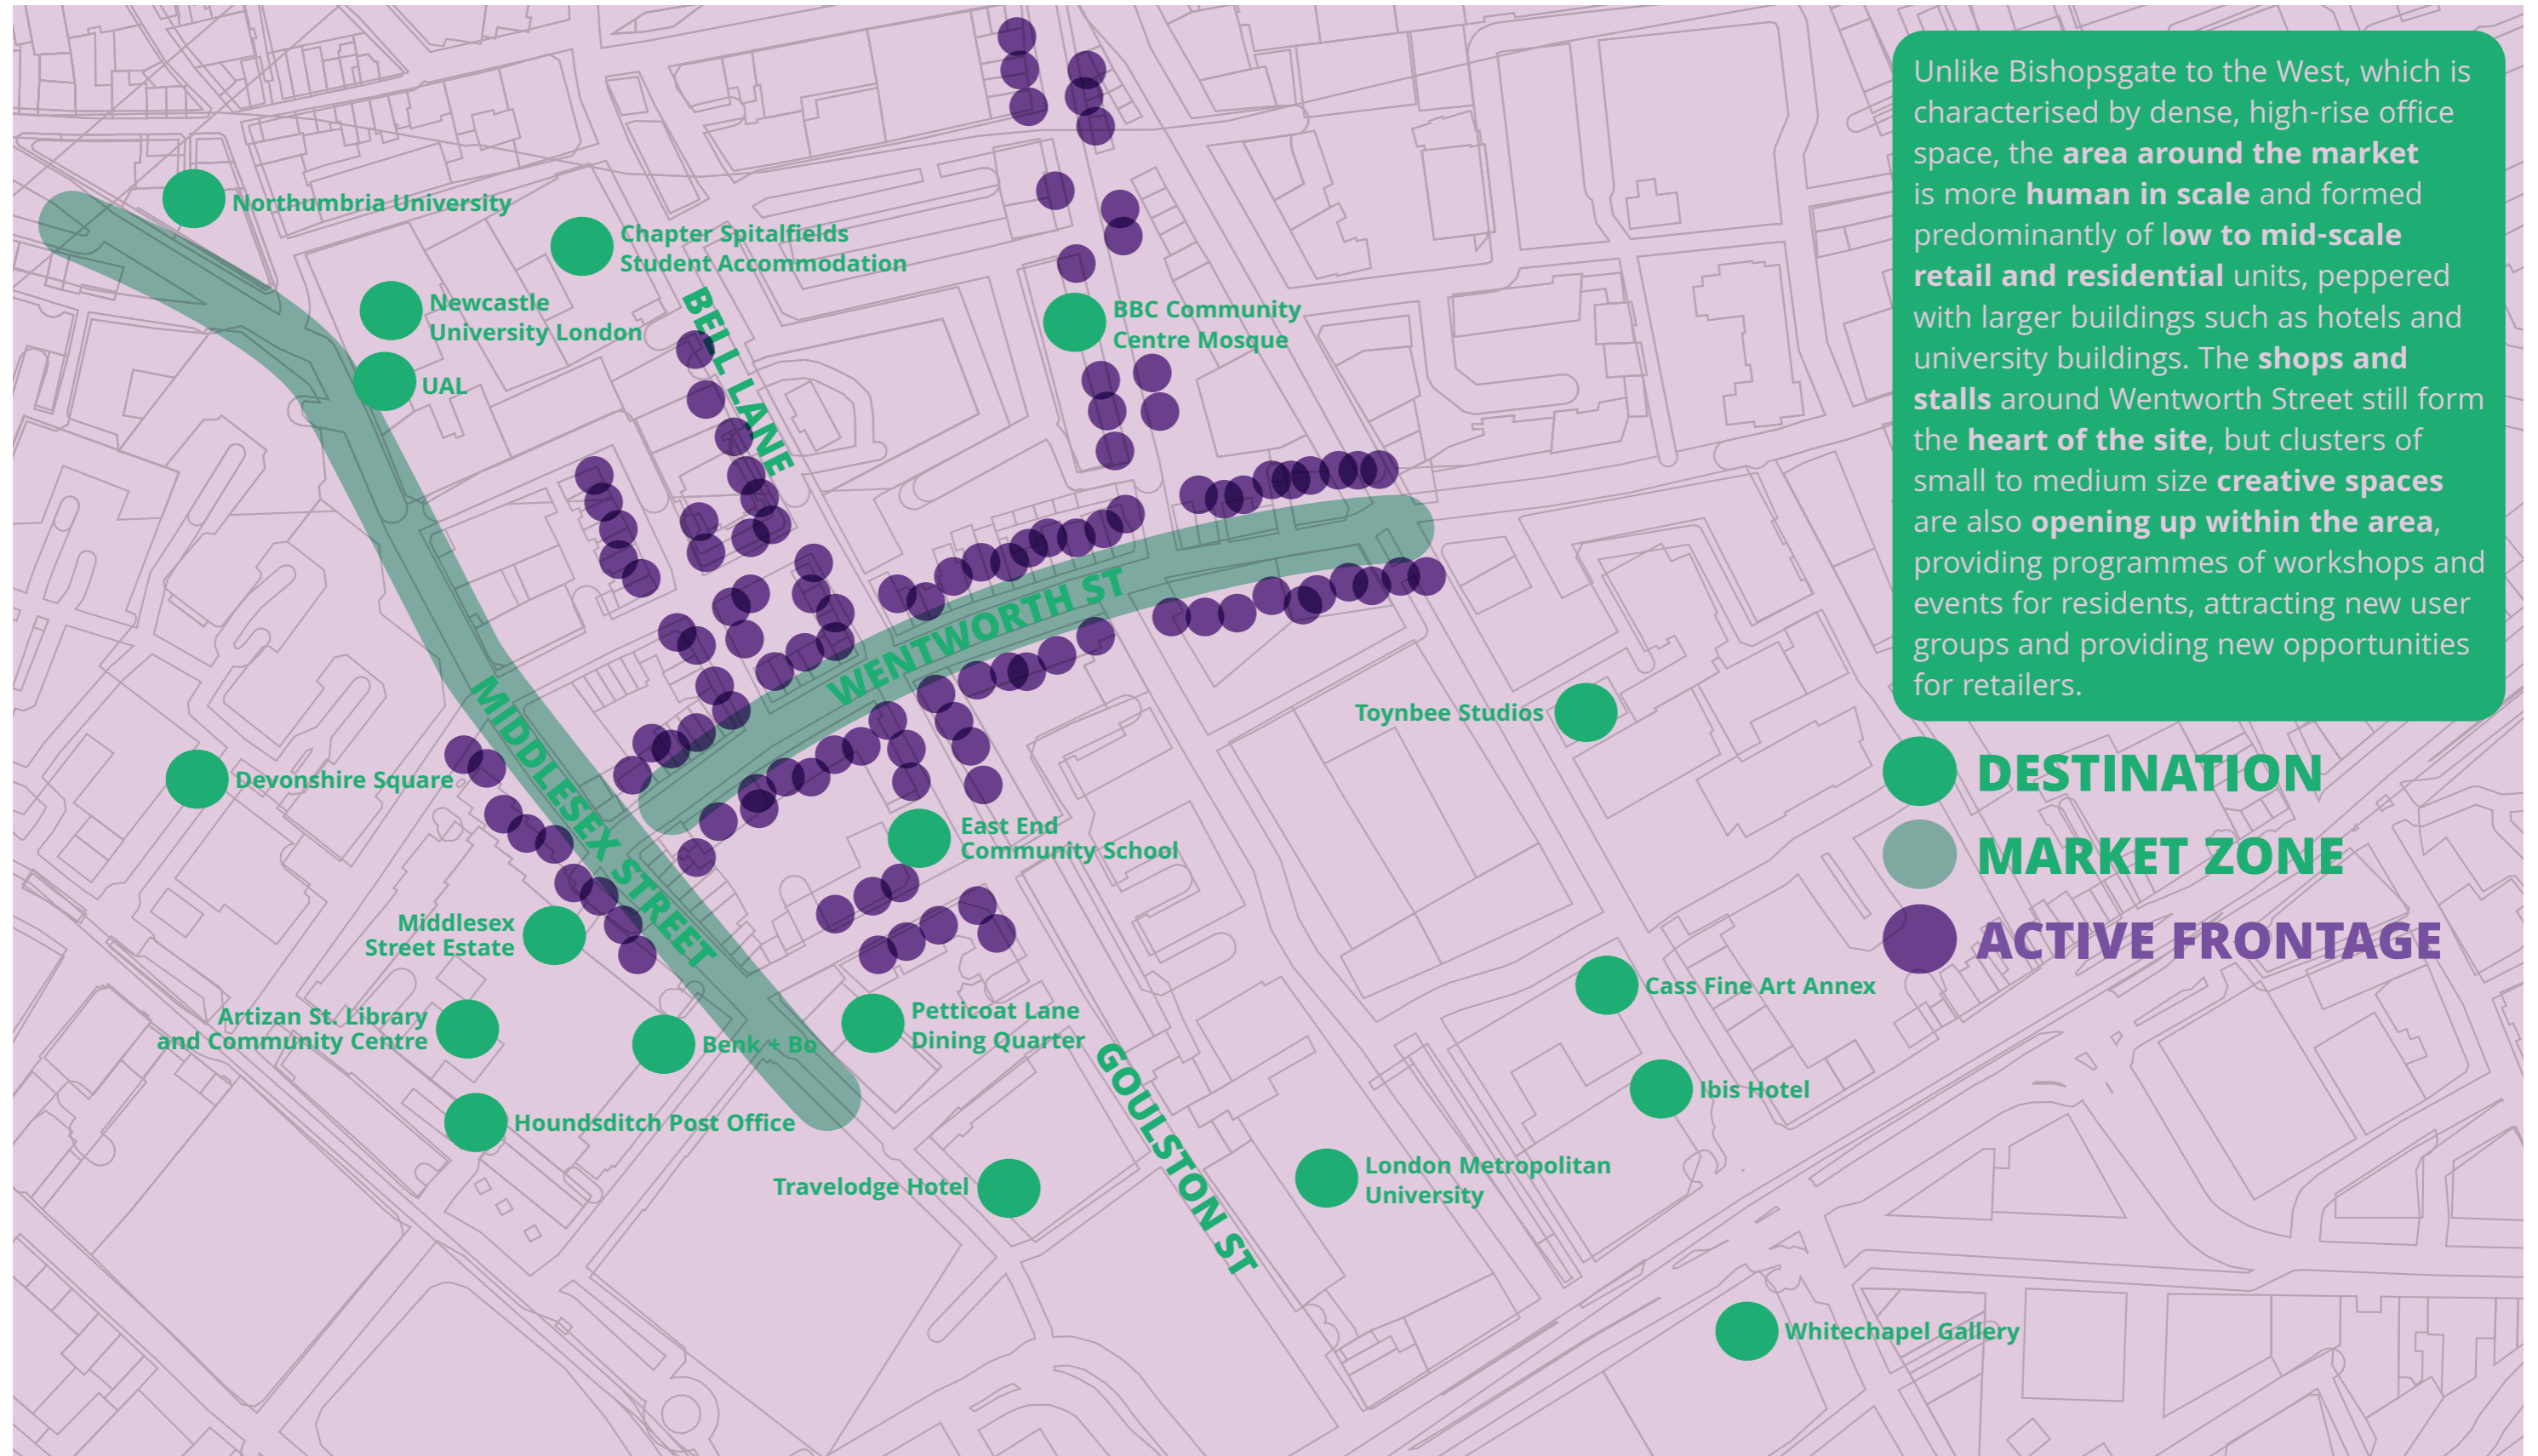 Unlike Bishopsgate to the West, which is
characterised by dense, high-rise office
space, the area around the market
is more human in scale and formed
predominantly of low to mid-scale
retail and residential units, peppered
with larger buildings such as hotels and
university buildings. The shops and
stalls around Wentworth Street still form
the heart of the site, but clusters of
small to medium size creative spaces
are also opening up within the area,
providing programmes of workshops and
events for residents, attracting new user
groups and providing new opportunities
for retailers.
Northumbria University
Chapter Spitalfields
Student Accommodation
Newcastle
University London
UAL
BELL LANE
BBC Community
Centre Mosque
WENTWORTH ST
MIDDLESEX STREET
Toynbee Studios
Devonshire Square
East End
Community School
Middlesex
Street Estate
Artizan St. Library
and Community Centre
Benk + Bo
Petticoat Lane
Dining Quarter
Houndsditch Post Office
GOULSTON ST
Travelodge Hotel
London Metropolitan
University
Cass Fine Art Annex
Ibis Hotel
Whitechapel Gallery
DESTINATION
MARKET ZONE
ACTIVE FRONTAGE